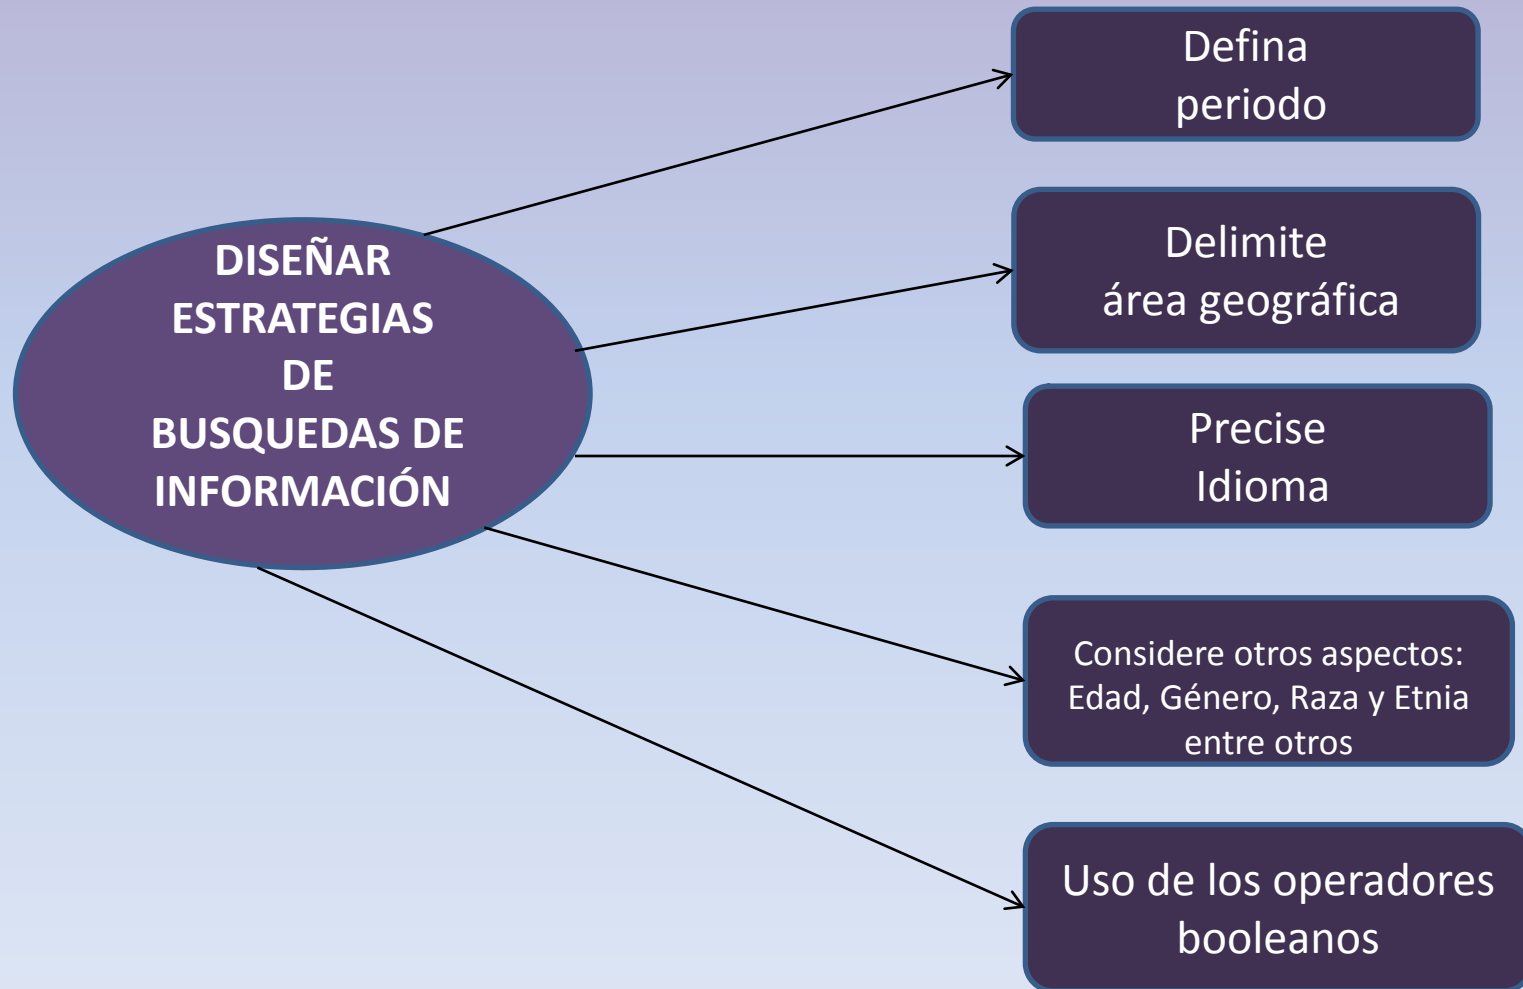 DISEÑAR
ESTRATEGIAS
DE
BUSQUEDAS DE
INFORMACIÓN
Defina
periodo
Delimite
área geográfica
Precise
Idioma
Considere otros aspectos:
Edad, Género, Raza y Etnia
entre otros
Uso de los operadores
booleanos